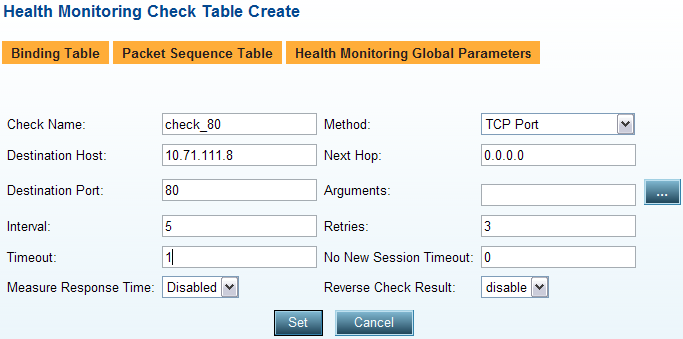 Health Monitoring Check Table Create
Binding Table Packet Sequence Table Health Monitoring Global Parameters
Check Name: check_80 Method: TCP Port
Destination Host: 10.71.111.8 Next Hop: 0.0.0.0
Destination Port: 80 Arguments: ...
Interval: 5 Retries: 3
Timeout: 1 No New Session Timeout: 0
Measure Response Time: Disabled Reverse Check Result: disable
Set Cancel